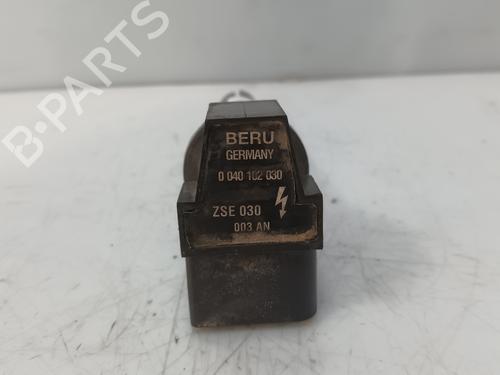 B-PARTS
BERU
GERMANY
0 040 102 030
ZSE 030
003 AN